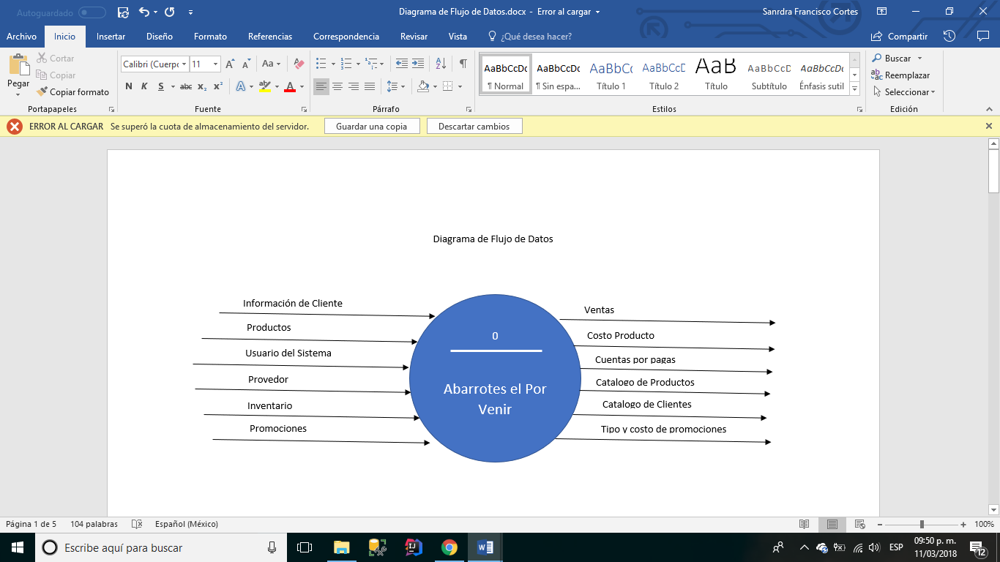 Autoguardado
Diagrama de Flujo de Datos.docx - Error al cargar
Sanrdra Francisco Cortes
Archivo Inicio Insertar Diseño Formato Referencias Correspondencia Revisar Vista ¿Qué desea hacer? Compartir
Pegar
Cortar
Copiar
Copiar formato
Portapapeles
Calibri (Cuerpo 11
N K S abc x₂ x²
Fuente
Párrafo
AaBbCcDc AaBbCcDc AaBbCc AaBbCcD AaB AaBbCcD AaBbCcDc
¶ Normal ¶ Sin espa... Título 1 Título 2 Título Subtítulo Énfasis sutil
Estilos
Buscar
Reemplazar
Seleccionar
Edición
ERROR AL CARGAR Se superó la cuota de almacenamiento del servidor. Guardar una copia Descartar cambios
Diagrama de Flujo de Datos
Información de Cliente
Productos
Usuario del Sistema
Provedor
Inventario
Promociones
0
Abarrotes el Por
Venir
Ventas
Costo Producto
Cuentas por pagas
Catalogo de Productos
Catalogo de Clientes
Tipo y costo de promociones
Página 1 de 5 104 palabras Español (México) 100%
Escribe aquí para buscar
ESP
09:50 p. m.
11/03/2018
12